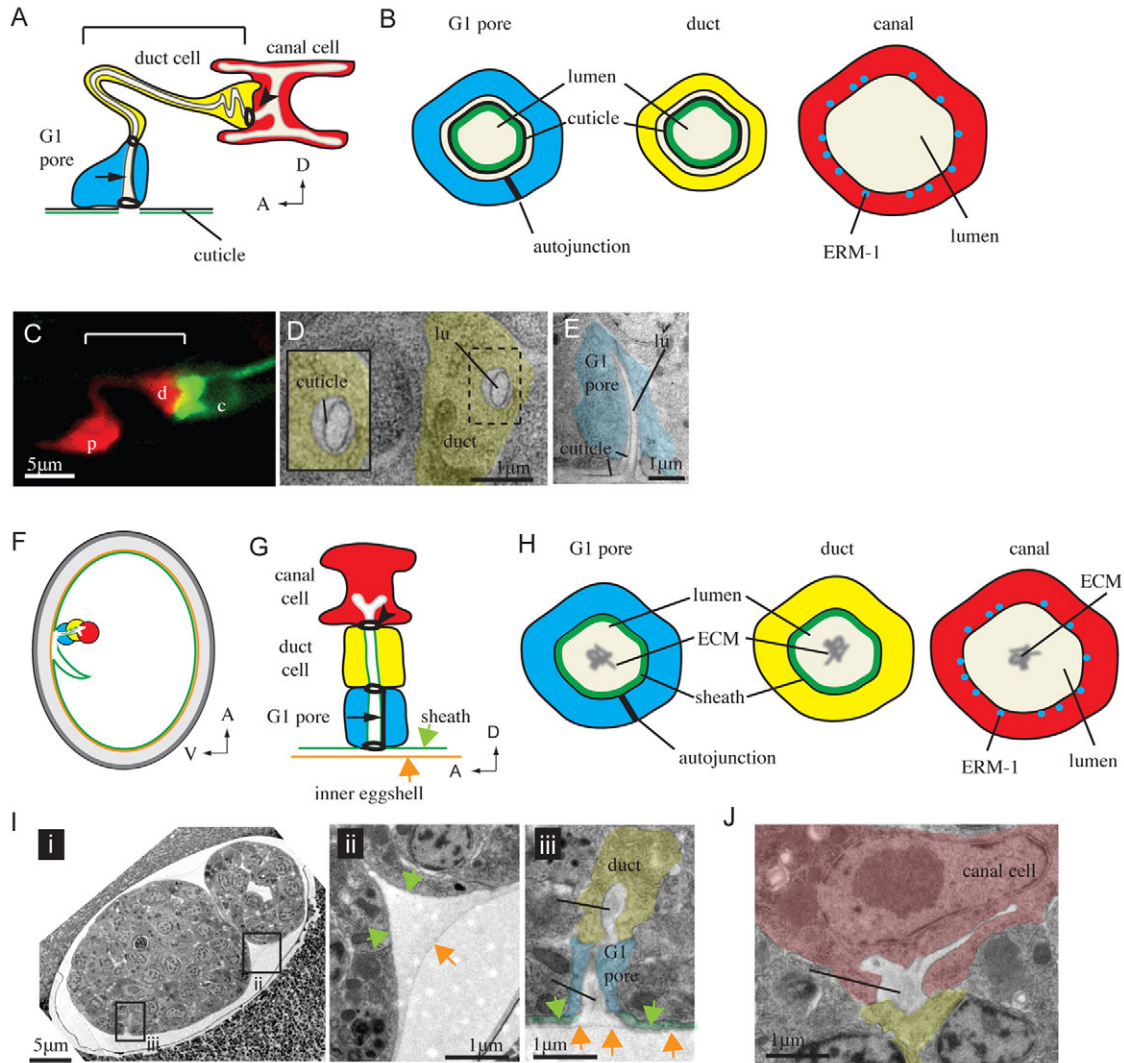 A
duct cell
canal cell
G1
pore
D
A
cuticle
B
G1 pore
duct
canal
lumen
cuticle
autojunction
ERM-1
lumen
C
d
c
p
5µm
D
lu
cuticle
duct
1µm
E
G1
pore
lu
cuticle
1µm
F
A
V
G
canal
cell
duct
cell
G1 pore
sheath
D
A
inner eggshell
H
G1 pore
duct
canal
lumen
ECM
sheath
autojunction
ECM
ERM-1
lumen
I
i
ii
iii
5µm
ii
1µm
iii
duct
G1
pore
1µm
J
canal cell
1µm